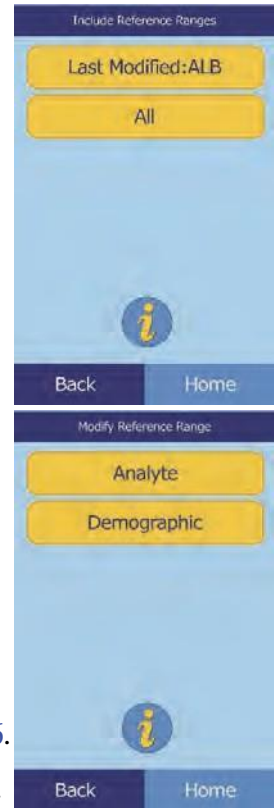 Include Reference Ranges
Last Modified:ALB
All
i
Back Home
Modify Reference Range
Analyte
Demographic
i
Back Home